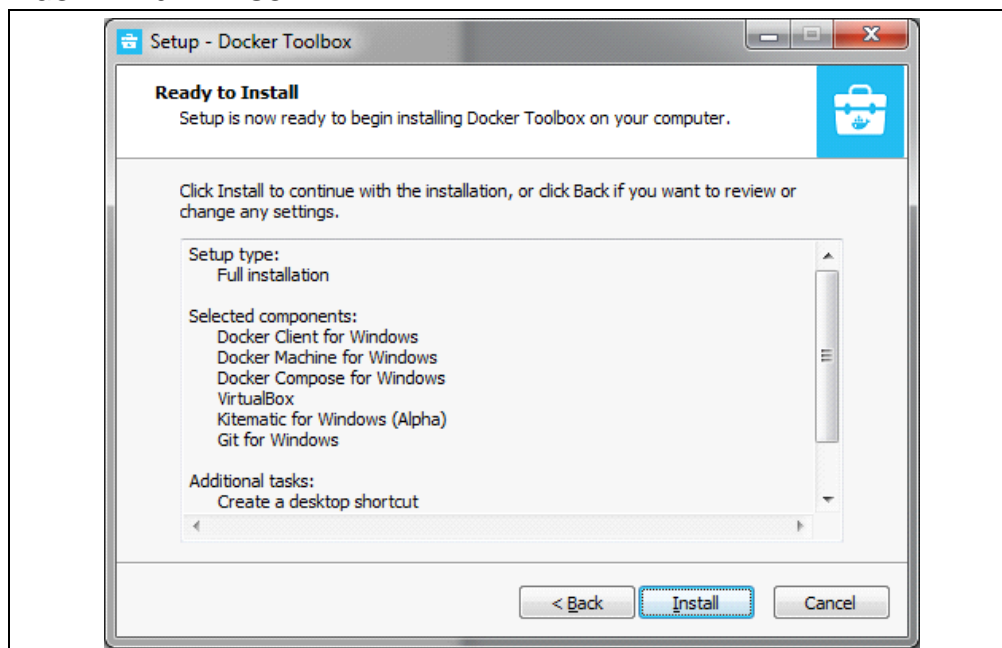 Setup - Docker Toolbox
Ready to Install
Setup is now ready to begin installing Docker Toolbox on your computer.
Click Install to continue with the installation, or click Back if you want to review or
change any settings.
Setup type:
Full installation
Selected components:
Docker Client for Windows
Docker Machine for Windows
Docker Compose for Windows
VirtualBox
Kitematic for Windows (Alpha)
Git for Windows
Additional tasks:
Create a desktop shortcut
< Back
Install
Cancel